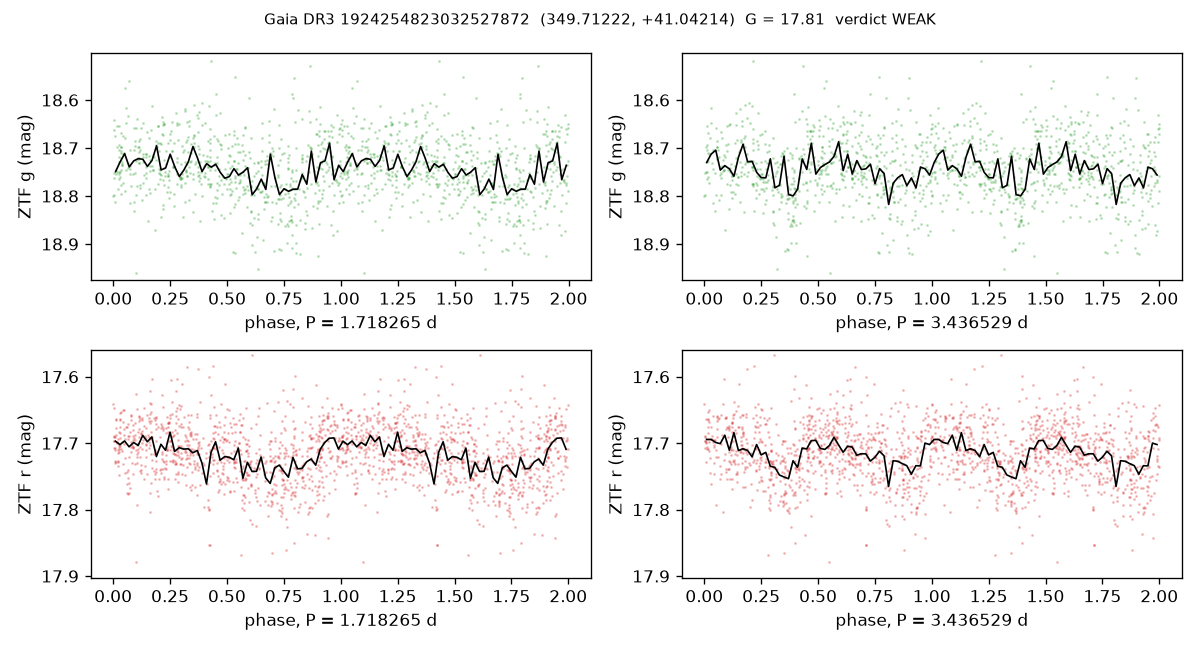 Gaia DR3 1924254823032527872  (349.71222, +41.04214)  G = 17.81  verdict WEAK
ZTF g (mag)
18.6
18.7
18.8
18.9
0.00 0.25 0.50 0.75 1.00 1.25 1.50 1.75 2.00
phase, P = 1.718265 d
ZTF g (mag)
18.6
18.7
18.8
18.9
0.00 0.25 0.50 0.75 1.00 1.25 1.50 1.75 2.00
phase, P = 3.436529 d
ZTF r (mag)
17.6
17.7
17.8
17.9
0.00 0.25 0.50 0.75 1.00 1.25 1.50 1.75 2.00
phase, P = 1.718265 d
ZTF r (mag)
17.6
17.7
17.8
17.9
0.00 0.25 0.50 0.75 1.00 1.25 1.50 1.75 2.00
phase, P = 3.436529 d